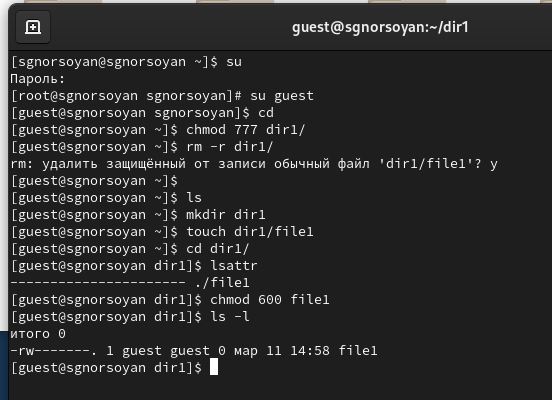 guest@sgnorsoyan:~/dir1
[sgnorsoyan@sgnorsoyan ~]$ su
Пароль:
[root@sgnorsoyan sgnorsoyan]# su guest
[guest@sgnorsoyan sgnorsoyan]$ cd
[guest@sgnorsoyan ~]$ chmod 777 dir1/
[guest@sgnorsoyan ~]$ rm -r dir1/
rm: удалить защищённый от записи обычный файл 'dir1/file1'? y
[guest@sgnorsoyan ~]$
[guest@sgnorsoyan ~]$ ls
[guest@sgnorsoyan ~]$ mkdir dir1
[guest@sgnorsoyan ~]$ touch dir1/file1
[guest@sgnorsoyan ~]$ cd dir1/
[guest@sgnorsoyan dir1]$ lsattr
---------------------- ./file1
[guest@sgnorsoyan dir1]$ chmod 600 file1
[guest@sgnorsoyan dir1]$ ls -l
итого 0
-rw-------. 1 guest guest 0 мар 11 14:58 file1
[guest@sgnorsoyan dir1]$